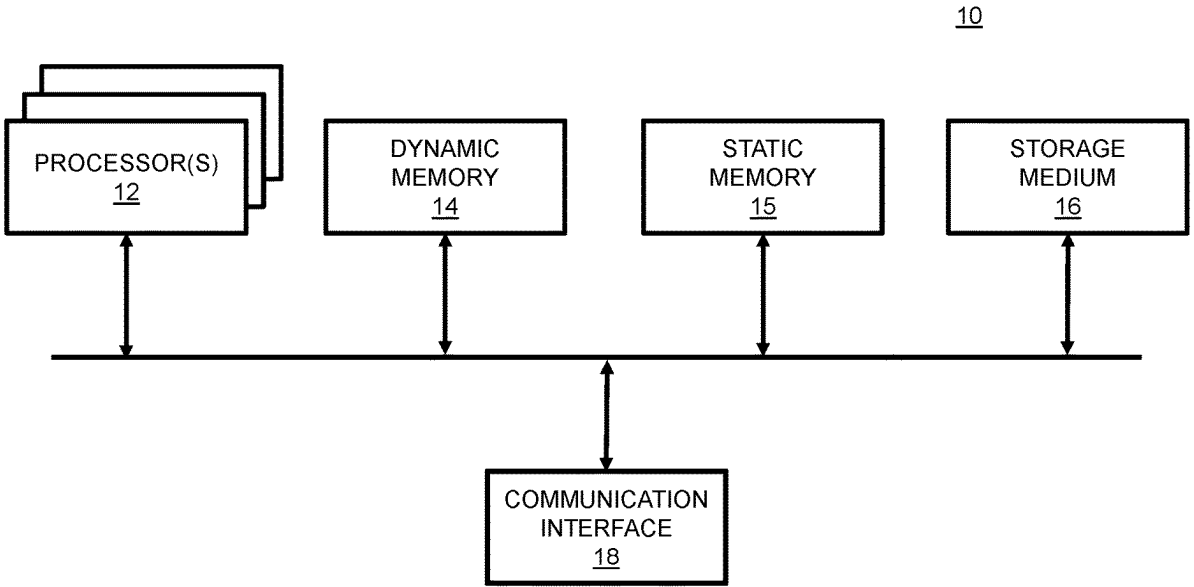 10
PROCESSOR(S)
12
DYNAMIC
MEMORY
14
STATIC
MEMORY
15
STORAGE
MEDIUM
16
COMMUNICATION
INTERFACE
18